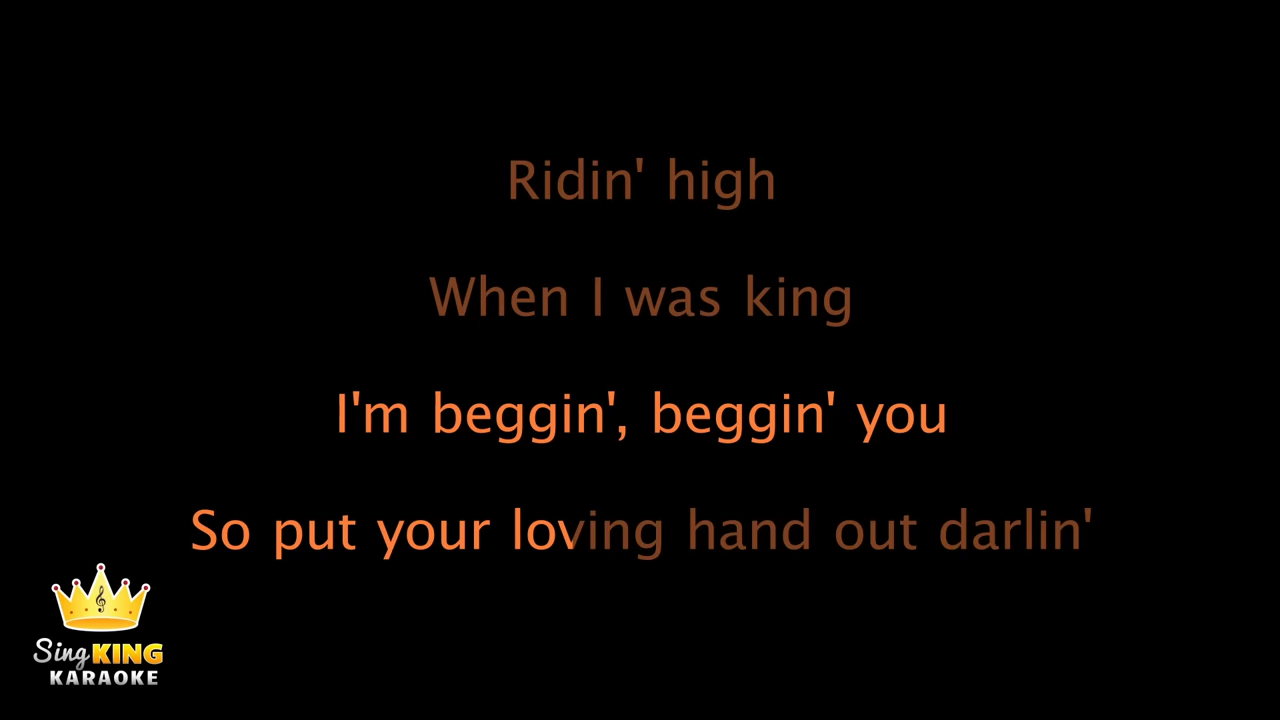 Ridin' high
When I was king
I'm beggin', beggin' you
So put your loving hand out darlin'
Sing KING
KARAOKE